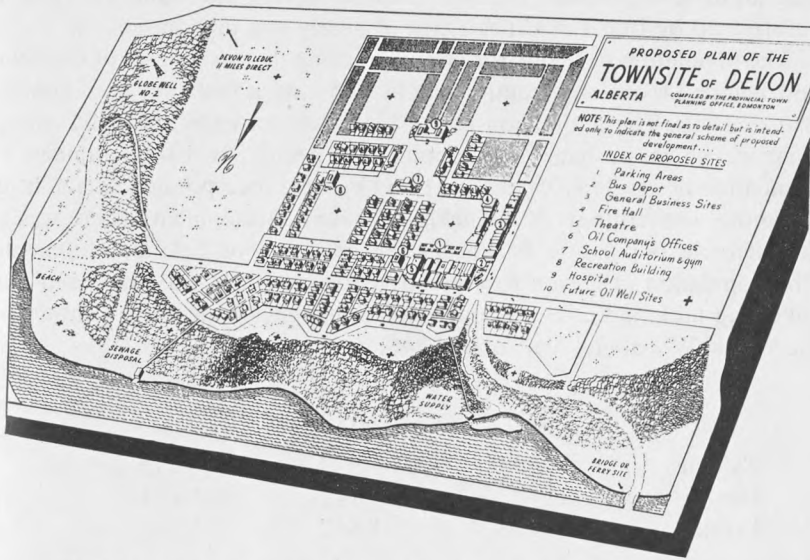 PROPOSED PLAN OF THE
TOWNSITE OF DEVON
ALBERTA
COMPILED BY THE PROVINCIAL TOWN
PLANNING OFFICE, EDMONTON
NOTE: This plan is not final as to detail but is intend-
ed only to indicate the general scheme of proposed
development....
INDEX OF PROPOSED SITES
1 Parking Areas
Bus Depot
3 General Business Sites
4 Fire Hall
5 Theatre
6 Oil Company's Offices
7 School Auditorium & gym
8 Recreation Building
9 Hospital
10 Future Oil Well Sites +
DEVON TO LEDUC
11 MILES DIRECT
GLOBE WELL
NO-2
BEACH
SEWAGE
DISPOSAL
WATER
SUPPLY
BRIDGE OR
FERRY SITE